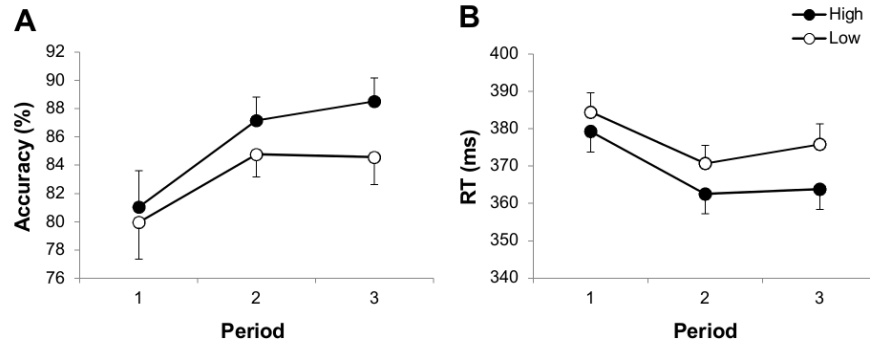 A
Accuracy (%)
92
90
88
86
84
82
80
78
76
1 2 3
Period
B
High
Low
RT (ms)
400
390
380
370
360
350
340
1 2 3
Period